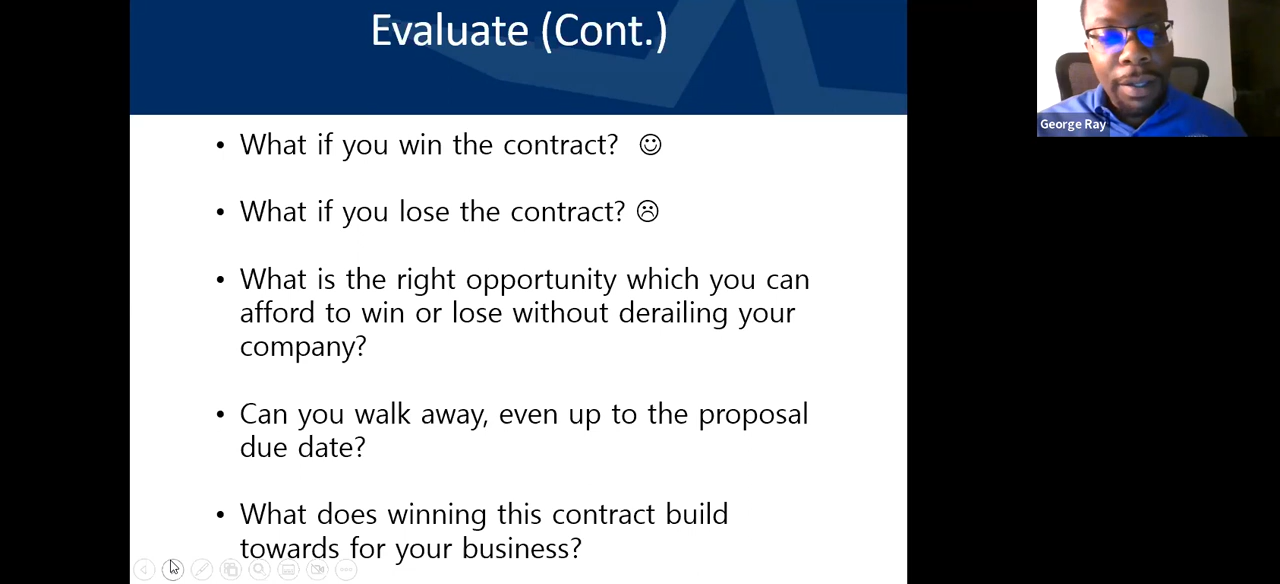 Evaluate (Cont.)
• What if you win the contract? ☺
• What if you lose the contract? ☹
• What is the right opportunity which you can
afford to win or lose without derailing your
company?
• Can you walk away, even up to the proposal
due date?
• What does winning this contract build
towards for your business?
George Ray